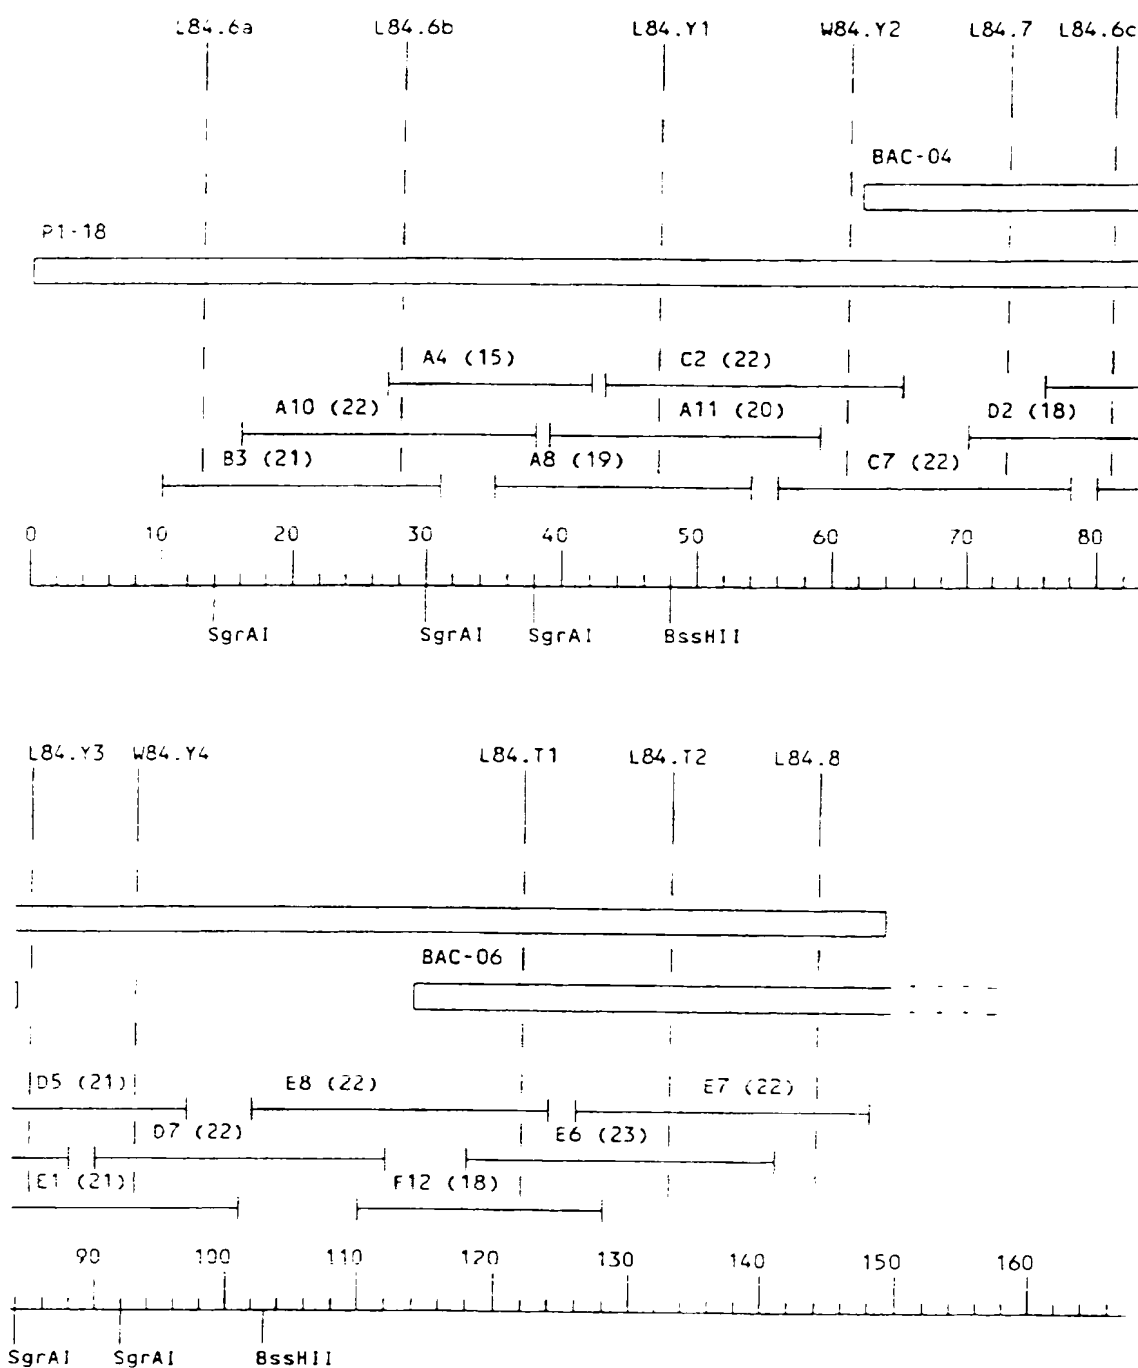 L84.6a L84.6b L84.Y1 W84.Y2 L84.7 L84.6c
BAC-04
P1-18
A4 (15) C2 (22)
A10 (22) A11 (20) D2 (18)
B3 (21) A8 (19) C7 (22)
0 10 20 30 40 50 60 70 80
SgrAI SgrAI SgrAI BssHII
L84.Y3 W84.Y4 L84.T1 L84.T2 L84.8
BAC-06
D5 (21) E8 (22) E7 (22)
D7 (22) E6 (23)
E1 (21) F12 (18)
90 100 110 120 130 140 150 160
SgrAI SgrAI BssHII